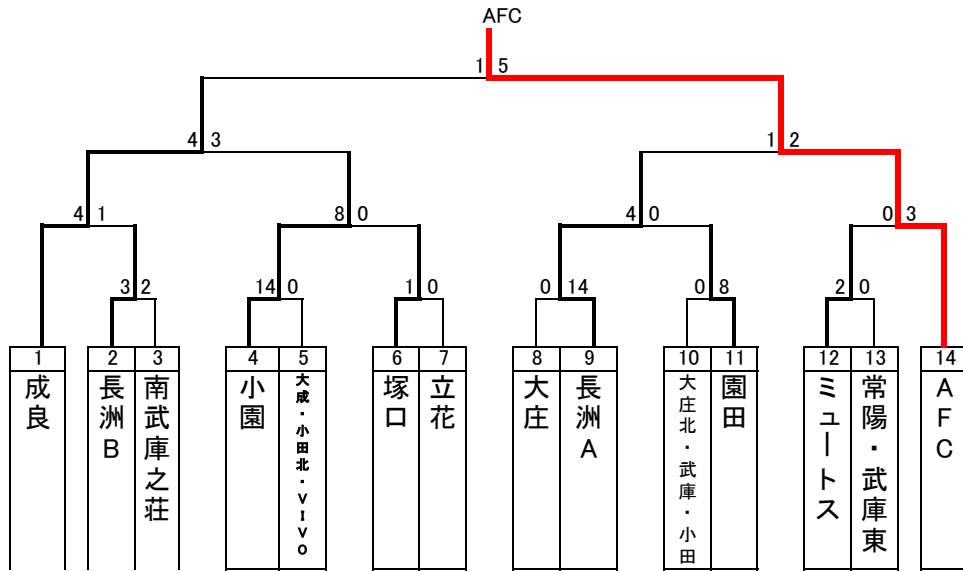 AFC
1 5
4 3
1 2
4 1
8 0
4 0
0 3
3 2
14 0
1 0
0 14
0 8
2 0
1
2
3
4
5
6
7
8
9
10
11
12
13
14
成良
長洲B
南武庫之荘
小園
大成・小田北・VIVO
塚口
立花
大庄
長洲A
大庄北・武庫・小田
園田
ミュートス
常陽・武庫東
AFC